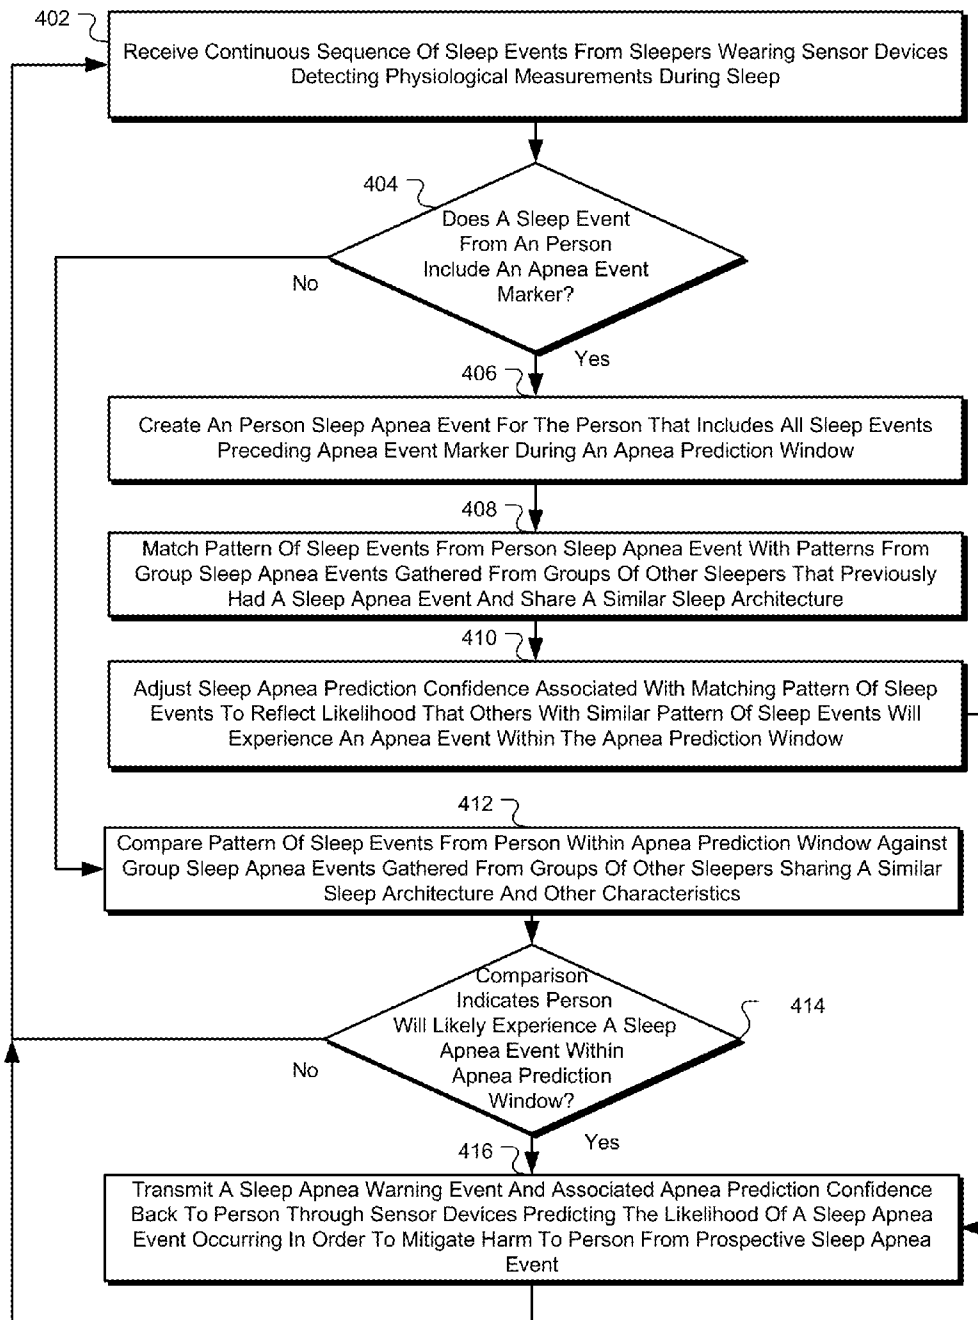 402
Receive Continuous Sequence Of Sleep Events From Sleepers Wearing Sensor Devices
Detecting Physiological Measurements During Sleep
404
Does A Sleep Event
From An Person
Include An Apnea Event
Marker?
No
Yes
406
Create An Person Sleep Apnea Event For The Person That Includes All Sleep Events
Preceding Apnea Event Marker During An Apnea Prediction Window
408
Match Pattern Of Sleep Events From Person Sleep Apnea Event With Patterns From
Group Sleep Apnea Events Gathered From Groups Of Other Sleepers That Previously
Had A Sleep Apnea Event And Share A Similar Sleep Architecture
410
Adjust Sleep Apnea Prediction Confidence Associated With Matching Pattern Of Sleep
Events To Reflect Likelihood That Others With Similar Pattern Of Sleep Events Will
Experience An Apnea Event Within The Apnea Prediction Window
412
Compare Pattern Of Sleep Events From Person Within Apnea Prediction Window Against
Group Sleep Apnea Events Gathered From Groups Of Other Sleepers Sharing A Similar
Sleep Architecture And Other Characteristics
Comparison
Indicates Person
Will Likely Experience A Sleep
Apnea Event Within
Apnea Prediction
Window?
414
No
Yes
416
Transmit A Sleep Apnea Warning Event And Associated Apnea Prediction Confidence
Back To Person Through Sensor Devices Predicting The Likelihood Of A Sleep Apnea
Event Occurring In Order To Mitigate Harm To Person From Prospective Sleep Apnea
Event